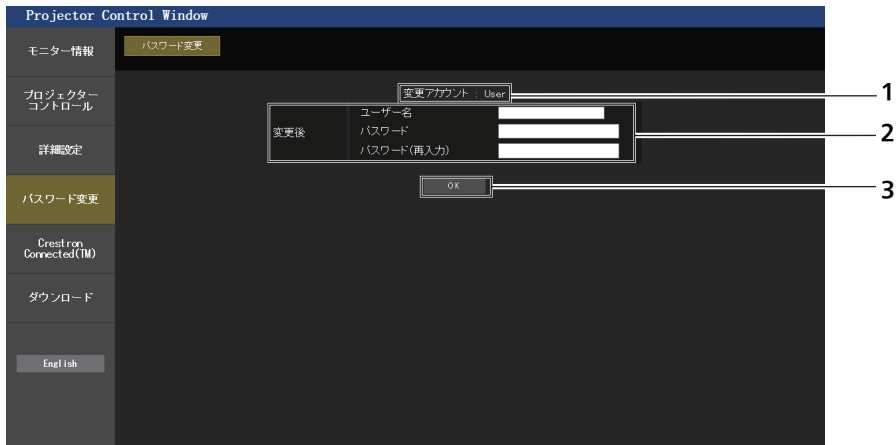 Projector Control Window
モニター情報
プロジェクター
コントロール
詳細設定
パスワード変更
Crestron
Connected(TM)
ダウンロード
English
パスワード変更
変更アカウント : User
変更後
ユーザー名
パスワード
パスワード(再入力)
OK
1
2
3